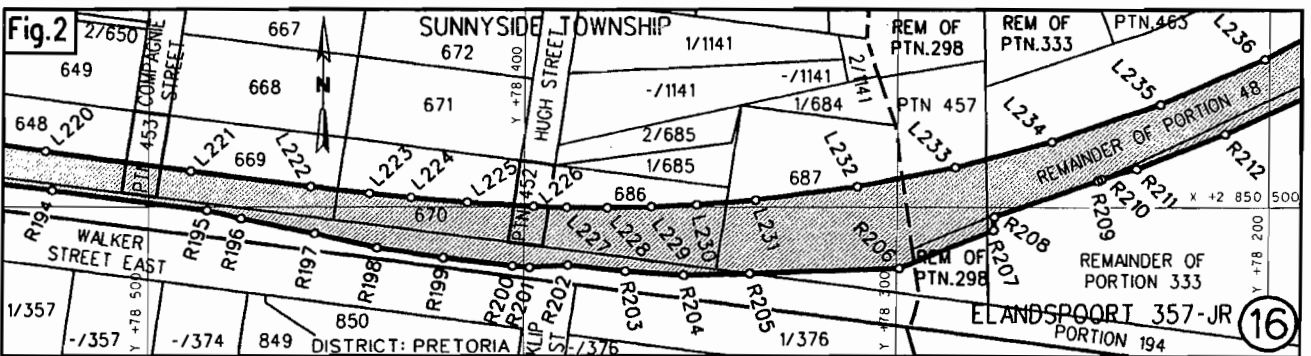 Fig.2
2/650
667
SUNNYSIDE TOWNSHIP
672
1/1141
REM OF
PTN.298
REM OF
PTN.333
PTN.463
L236
649
PTN 453 COMPAGNIE
STREET
668
N
671
Y +78 400
HUGH STREET
-/1141
-/1141
2/1141
1/684
PTN 457
L235
648
L220
L221
669
L222
L223
L224
L225
PTN 452
L226
2/685
1/685
686
687
L232
L233
L234
REMAINDER OF PORTION 48
R212
670
L227
L228
L229
L230
L231
R211
R210
R209
X +2 850 500
R194
R195
R196
R197
R198
R199
R200
R201
R202
R203
R204
R205
R206
R207
R208
WALKER
STREET EAST
Y +78 500
REM OF
PTN.298
REMAINDER OF
PORTION 333
Y +78 200
1/357
-/357
-/374
849
850
DISTRICT: PRETORIA
KLIP
ST
-/376
1/376
Y +78 300
ELANDSPOORT 357-JR
PORTION 194
16